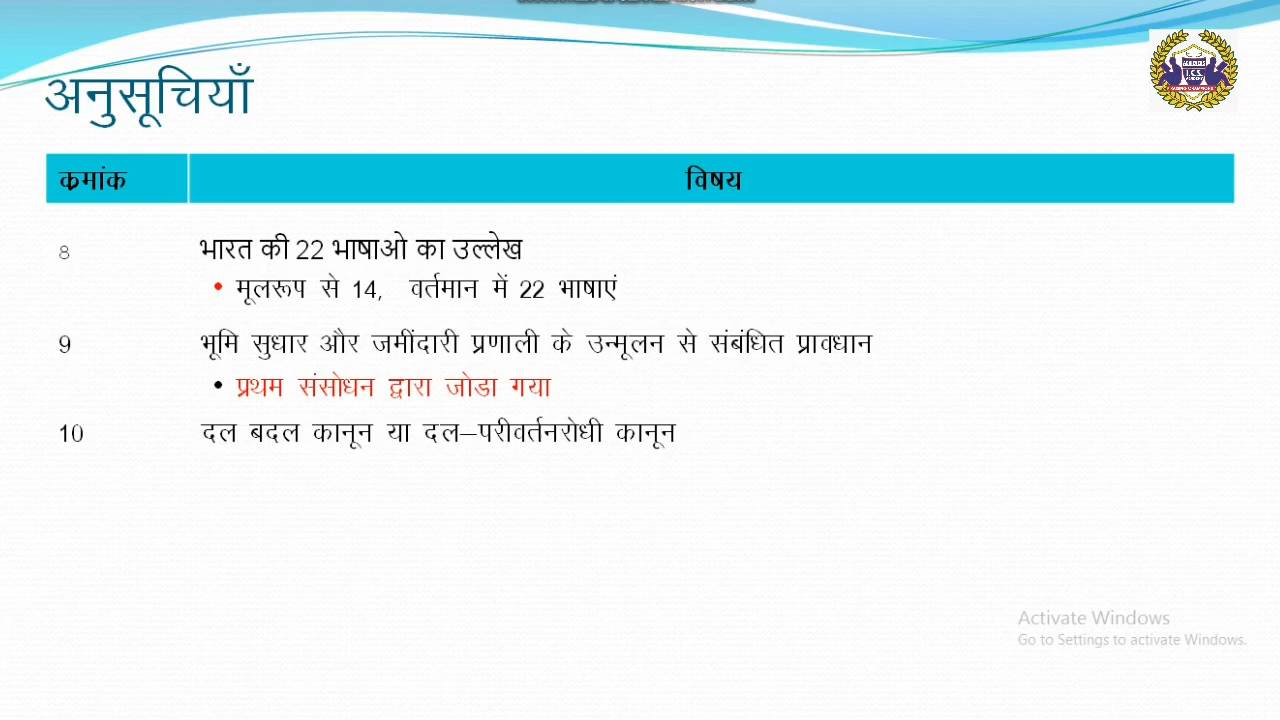 अनुसूचियाँ
क्रमांक विषय
8 भारत की 22 भाषाओ का उल्लेख
• मूलरूप से 14, वर्तमान में 22 भाषाएं
9 भूमि सुधार और जमींदारी प्रणाली के उन्मूलन से संबंधित प्रावधान
• प्रथम संसोधन द्वारा जोडा गया
10 दल बदल कानून या दल–परीवर्तनरोधी कानून
I.C.S.
ACADEMY
Activate Windows
Go to Settings to activate Windows.